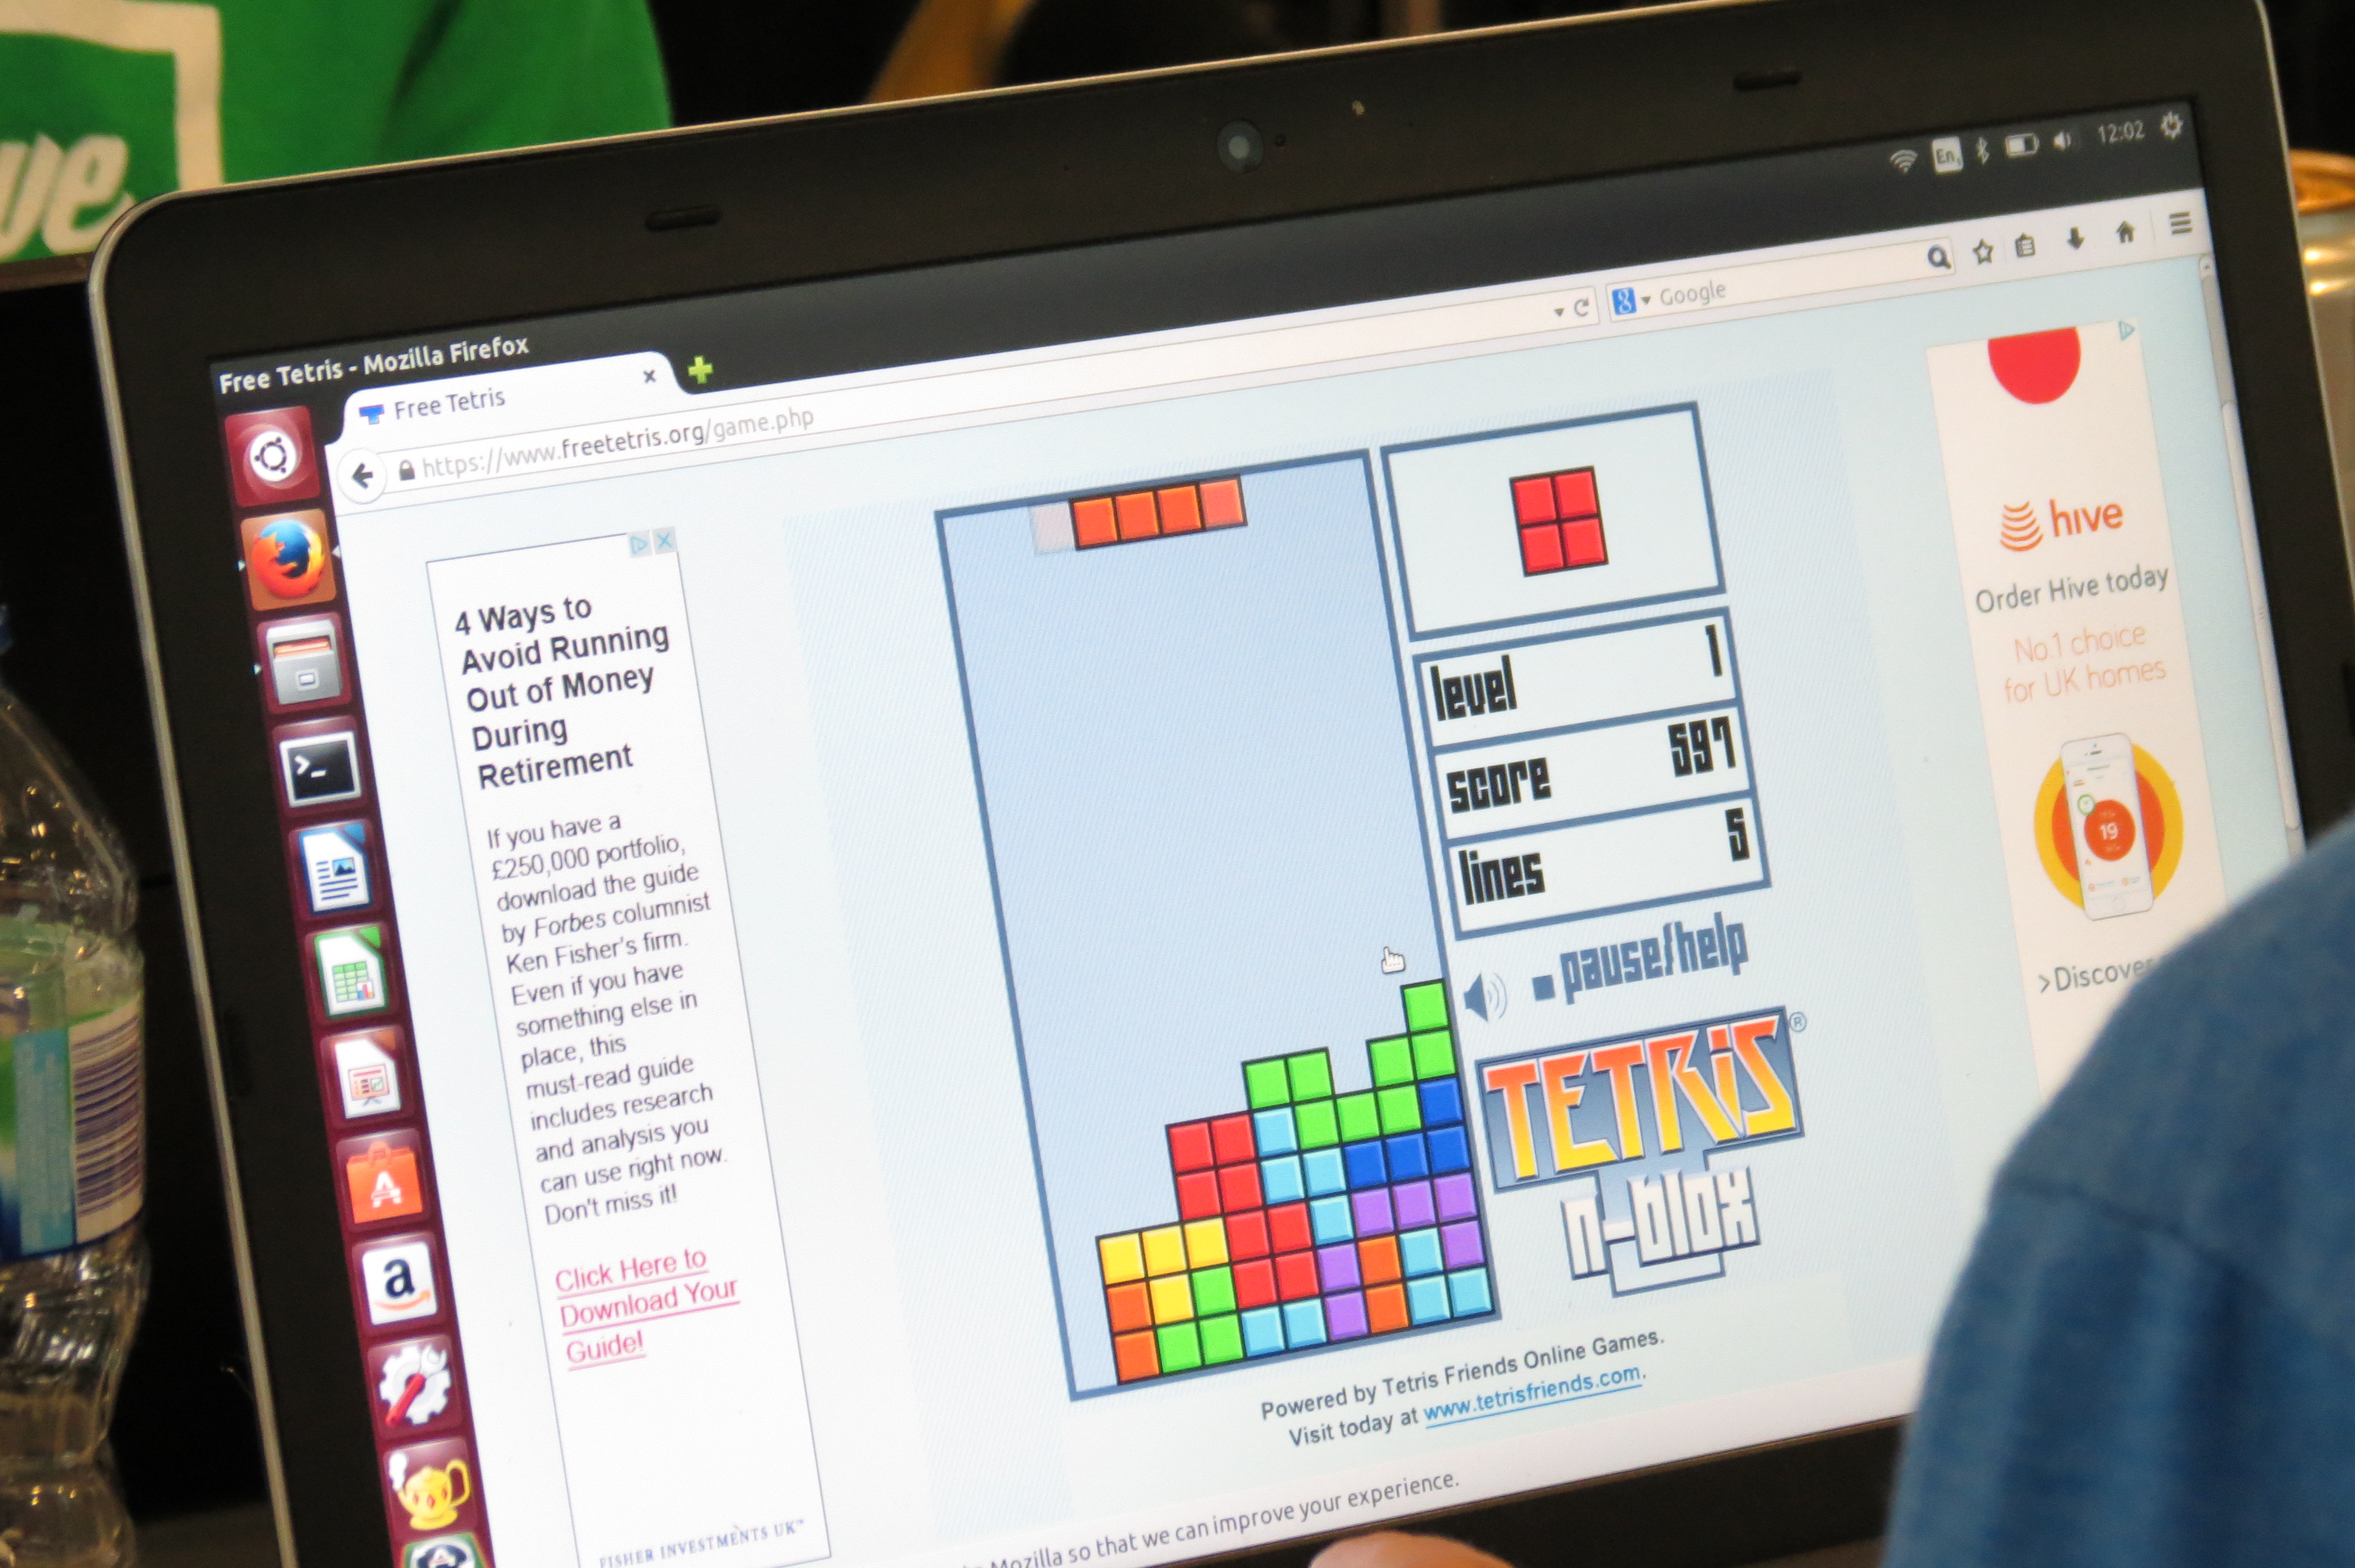 ve
12:02
En
Free Tetris - Mozilla Firefox
Free Tetris
https://www.freetetris.org/game.php
Google
4 Ways to
Avoid Running
Out of Money
During
Retirement
If you have a
£250,000 portfolio,
download the guide
by Forbes columnist
Ken Fisher's firm.
Even if you have
something else in
place, this
must-read guide
includes research
and analysis you
can use right now.
Don't miss it!
Click Here to
Download Your
Guide!
FISHER INVESTMENTS UK™
level 1
score 597
lines 5
pause/help
TETRIS®
n-blox
Powered by Tetris Friends Online Games.
Visit today at www.tetrisfriends.com.
Mozilla so that we can improve your experience.
hive
Order Hive today
No.1 choice
for UK homes
19
>Discover